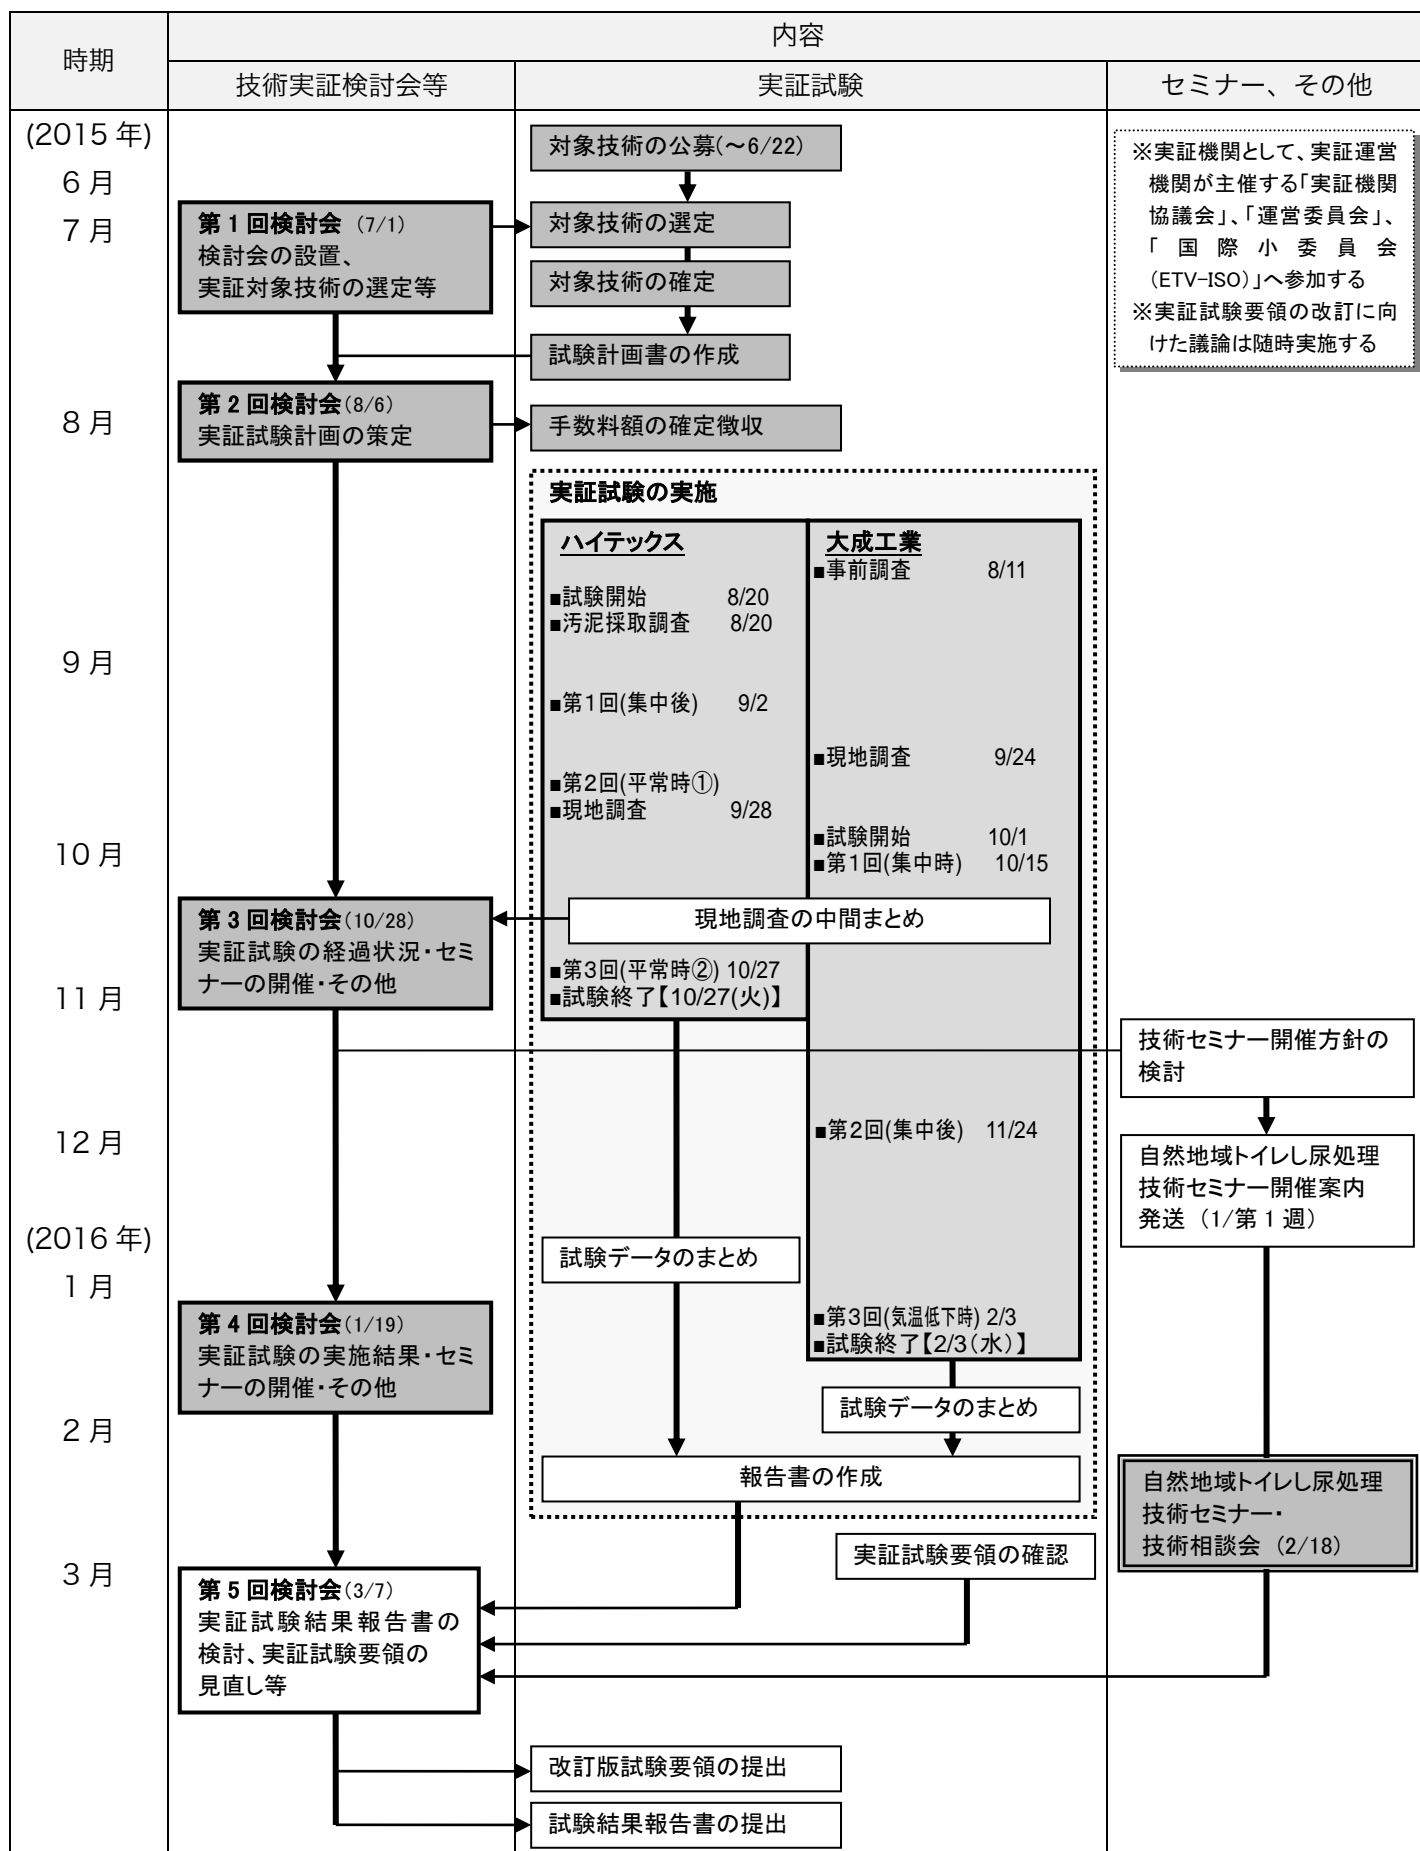 時期
内容
技術実証検討会等
実証試験
セミナー、その他
(2015 年)
6 月
7 月
8 月
9 月
10 月
11 月
12 月
(2016 年)
1 月
2 月
3 月
第 1 回検討会 (7/1)
検討会の設置、
実証対象技術の選定等
第 2 回検討会(8/6)
実証試験計画の策定
第 3 回検討会(10/28)
実証試験の経過状況・セミ
ナーの開催・その他
第 4 回検討会(1/19)
実証試験の実施結果・セミ
ナーの開催・その他
第 5 回検討会(3/7)
実証試験結果報告書の
検討、実証試験要領の
見直し等
対象技術の公募(～6/22)
対象技術の選定
対象技術の確定
試験計画書の作成
手数料額の確定徴収
実証試験の実施
ハイテックス
■試験開始 8/20
■汚泥採取調査 8/20
■第1回(集中後) 9/2
■第2回(平常時①)
■現地調査 9/28
大成工業
■事前調査 8/11
■現地調査 9/24
■試験開始 10/1
■第1回(集中時) 10/15
現地調査の中間まとめ
■第3回(平常時②) 10/27
■試験終了【10/27(火)】
■第2回(集中後) 11/24
試験データのまとめ
■第3回(気温低下時) 2/3
■試験終了【2/3(水)】
試験データのまとめ
報告書の作成
実証試験要領の確認
改訂版試験要領の提出
試験結果報告書の提出
※実証機関として、実証運営
機関が主催する「実証機関
協議会」、「運営委員会」、
「国際小委員会
(ETV-ISO)」へ参加する
※実証試験要領の改訂に向
けた議論は随時実施する
技術セミナー開催方針の
検討
自然地域トイレし尿処理
技術セミナー開催案内
発送 (1/第 1 週)
自然地域トイレし尿処理
技術セミナー・
技術相談会 (2/18)